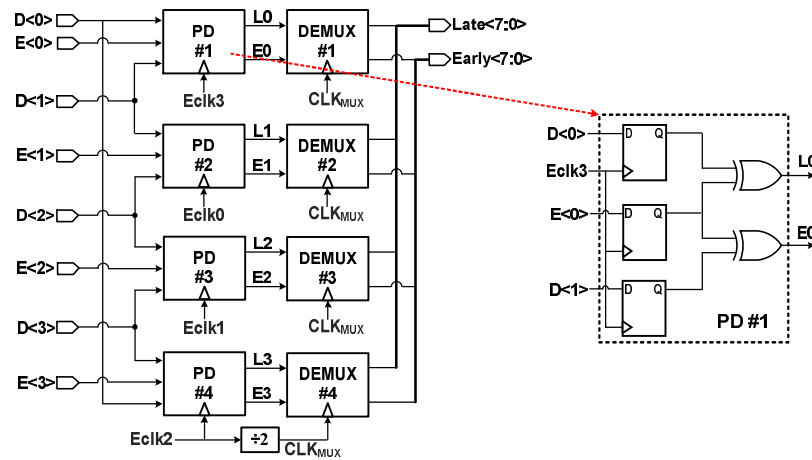 D<0>
E<0>
D<1>
E<1>
D<2>
E<2>
D<3>
E<3>
PD
#1
L0
E0
DEMUX
#1
Eclk3
CLKMUX
PD
#2
L1
E1
DEMUX
#2
Eclk0
CLKMUX
PD
#3
L2
E2
DEMUX
#3
Eclk1
CLKMUX
PD
#4
L3
E3
DEMUX
#4
Eclk2
÷2
CLKMUX
Late<7:0>
Early<7:0>
D<0>
D Q
Eclk3
E<0>
D Q
D<1>
D Q
L0
E0
PD #1